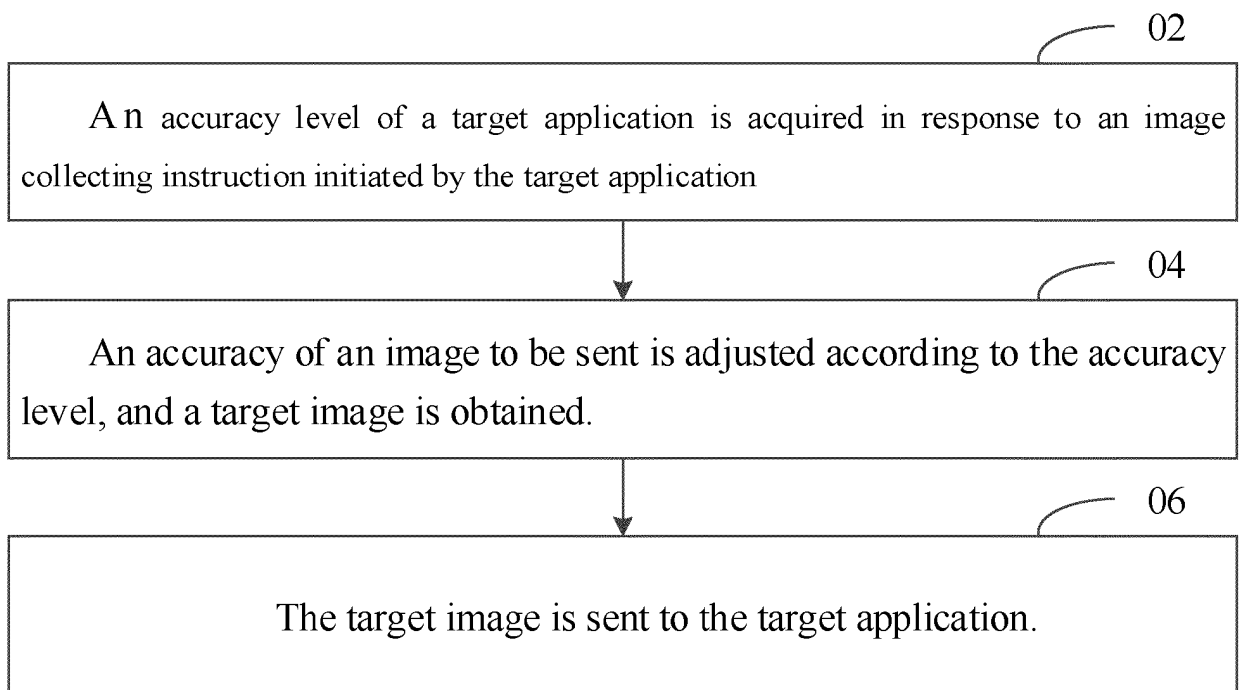 02
An accuracy level of a target application is acquired in response to an image
collecting instruction initiated by the target application
04
An accuracy of an image to be sent is adjusted according to the accuracy
level, and a target image is obtained.
06
The target image is sent to the target application.